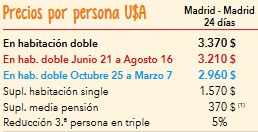 Precios por persona U$A
Madrid - Madrid
24 días
En habitación doble 3.370 $
En hab. doble Junio 21 a Agosto 16 3.210 $
En hab. doble Octubre 25 a Marzo 7 2.960 $
Supl. habitación single 1.570 $
Supl. media pensión 370 $ (1)
Reducción 3.ª persona en triple 5%